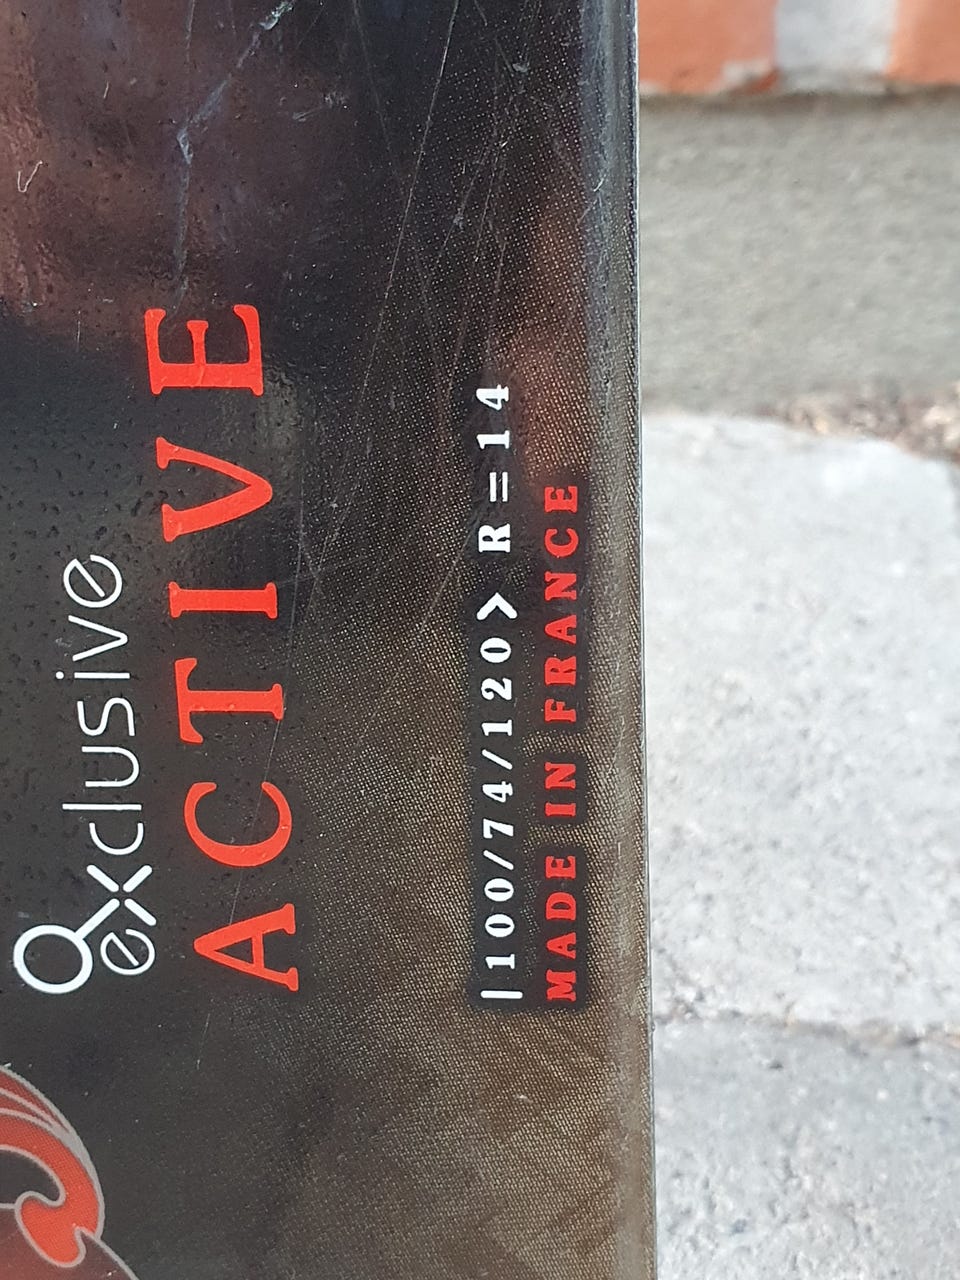 exclusive
ACTIVE
|100/74/120> R=14
MADE IN FRANCE